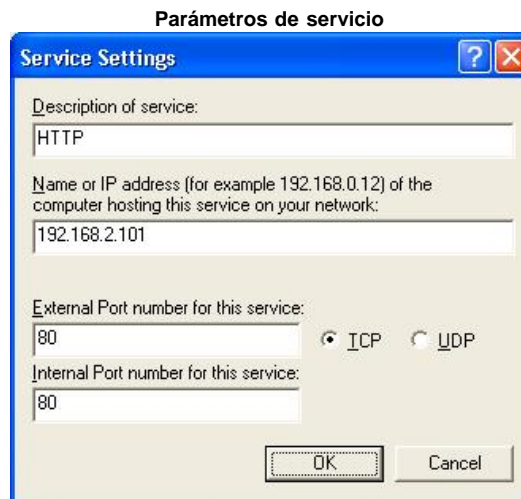 Parámetros de servicio
Service Settings
Description of service:
HTTP
Name or IP address (for example 192.168.0.12) of the
computer hosting this service on your network:
192.168.2.101
External Port number for this service:
80
TCP
UDP
Internal Port number for this service:
80
OK
Cancel